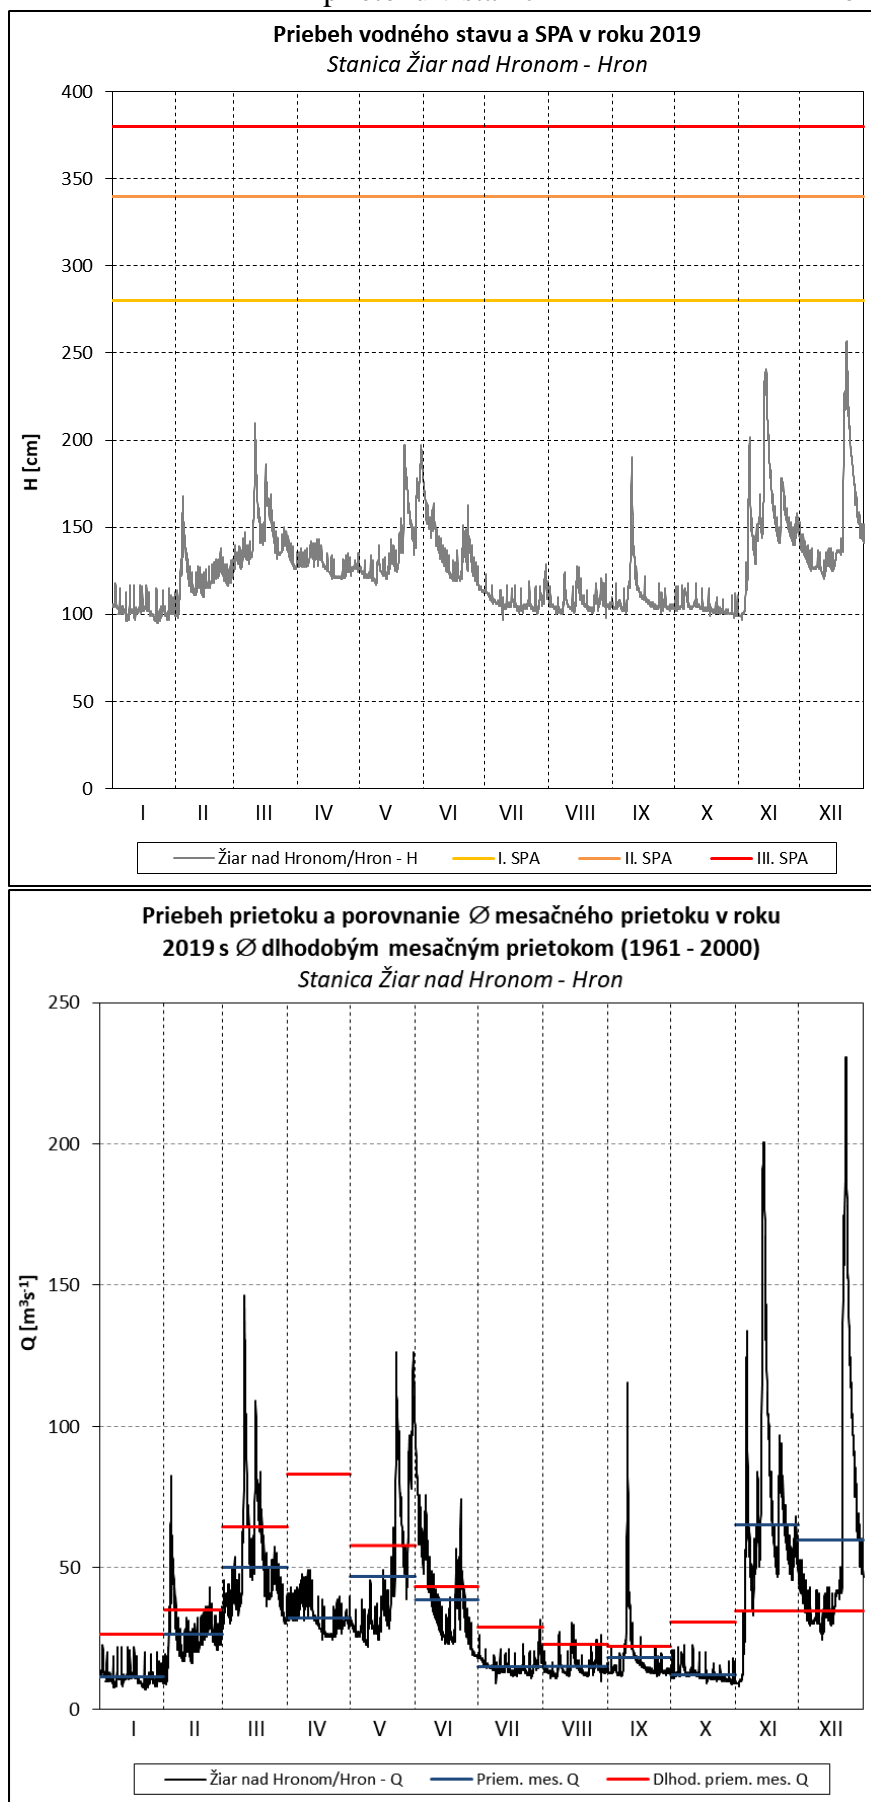 Priebeh vodného stavu a SPA v roku 2019
Stanica Žiar nad Hronom - Hron
400
350
300
250
200
150
100
50
0
H [cm]
I II III IV V VI VII VIII IX X XI XII
Žiar nad Hronom/Hron - H I. SPA II. SPA III. SPA
Priebeh prietoku a porovnanie ∅ mesačného prietoku v roku
2019 s ∅ dlhodobým mesačným prietokom (1961 - 2000)
Stanica Žiar nad Hronom - Hron
250
200
150
100
50
0
Q [m³s⁻¹]
I II III IV V VI VII VIII IX X XI XII
Žiar nad Hronom/Hron - Q Priem. mes. Q Dlhod. priem. mes. Q